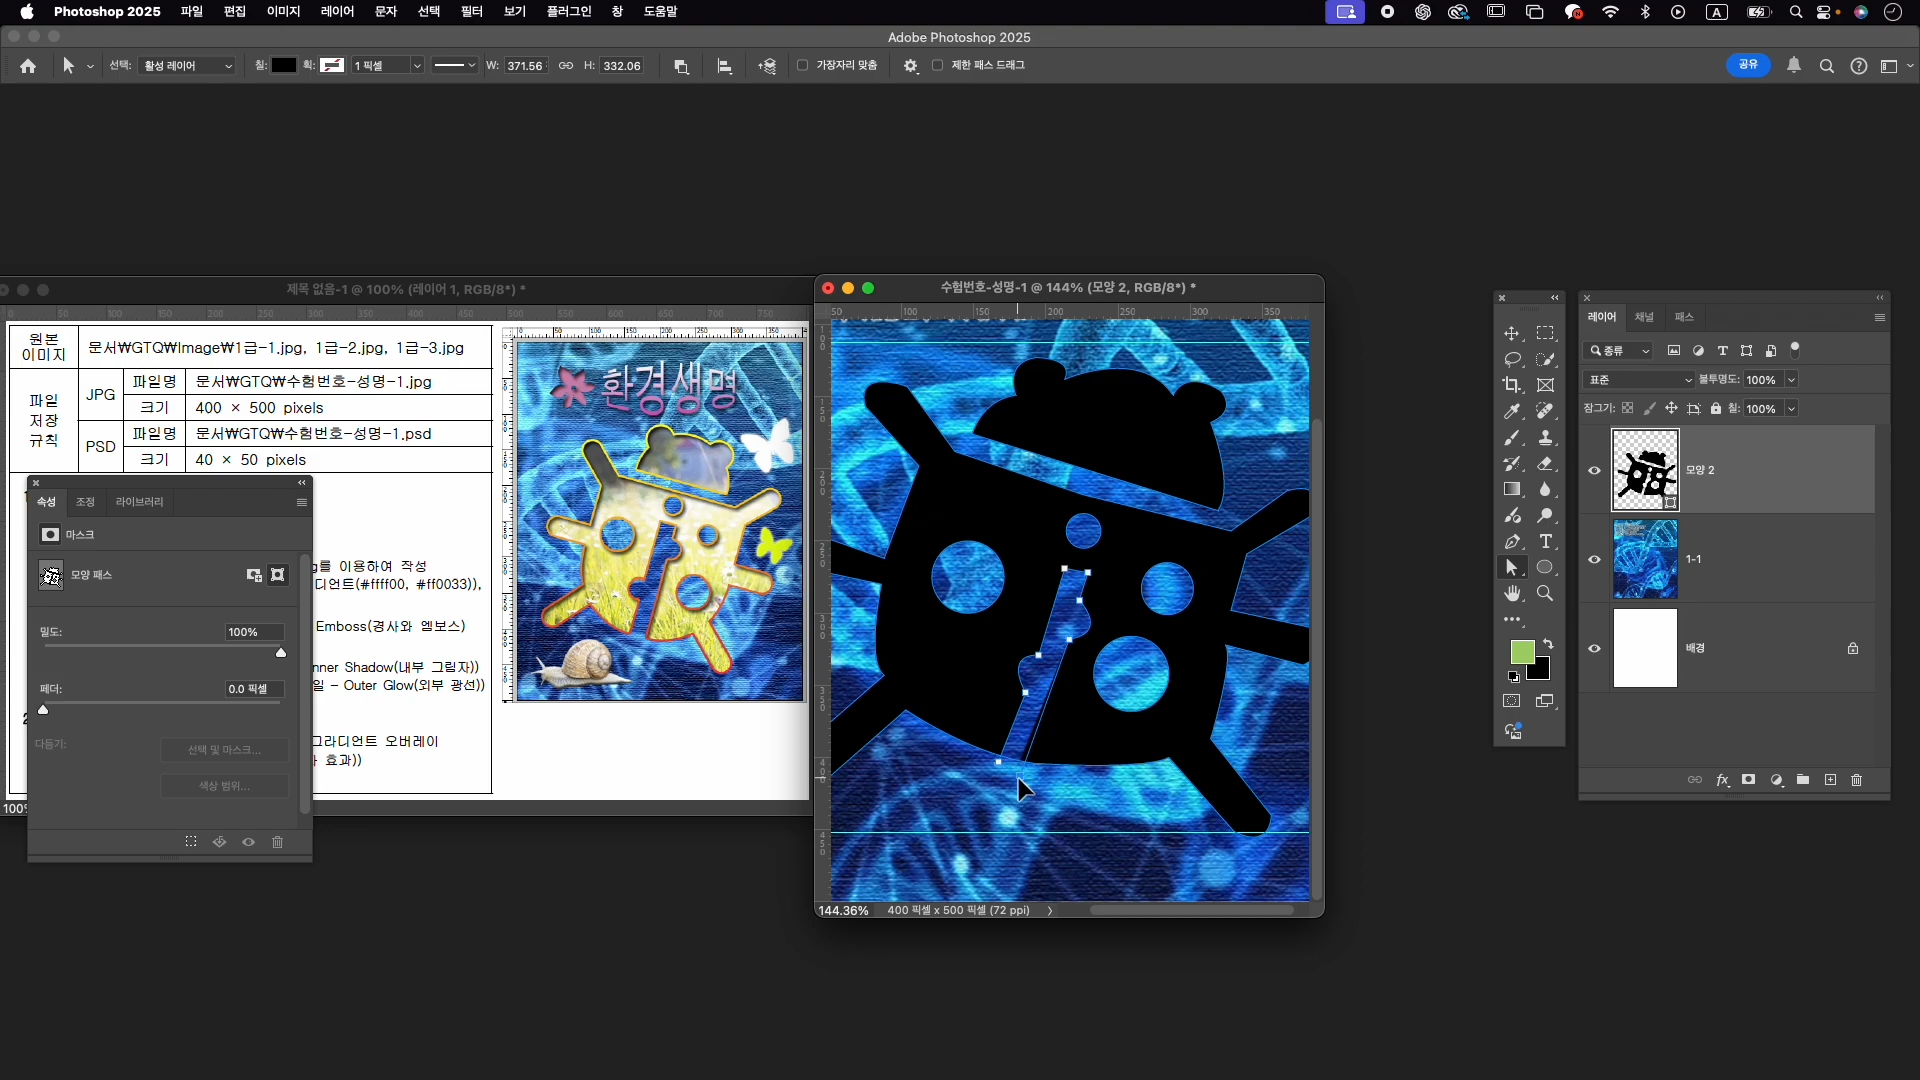 Photoshop 2025 파일 편집 이미지 레이어 문자 선택 필터 보기 플러그인 창 도움말
Adobe Photoshop 2025
선택: 활성 레이어 칠: 획: 1 픽셀 W: 371.56 H: 332.06 가장자리 맞춤 제한 패스 드래그 공유
제목 없음-1 @ 100% (레이어 1, RGB/8*) *
원본
이미지
문서₩GTQ₩Image₩1급-1.jpg, 1급-2.jpg, 1급-3.jpg
파일
저장
규칙
JPG
파일명 문서₩GTQ₩수험번호-성명-1.jpg
크기 400 × 500 pixels
PSD
파일명 문서₩GTQ₩수험번호-성명-1.psd
크기 40 × 50 pixels
g를 이용하여 작성
디언트(#ffff00, #ff0033)),
Emboss(경사와 엠보스)
nner Shadow(내부 그림자))
일 - Outer Glow(외부 광선))
그라디언트 오버레이
효과))
환경생명
속성 조정 라이브러리
마스크
모양 패스
밀도: 100%
페더: 0.0 픽셀
다듬기: 선택 및 마스크...
색상 범위...
100%
수험번호-성명-1 @ 144% (모양 2, RGB/8*) *
50 100 150 200 250 300 350
144.36% 400 픽셀 x 500 픽셀 (72 ppi)
레이어 채널 패스
종류
표준 불투명도: 100%
잠그기: 칠: 100%
모양 2
1-1
배경